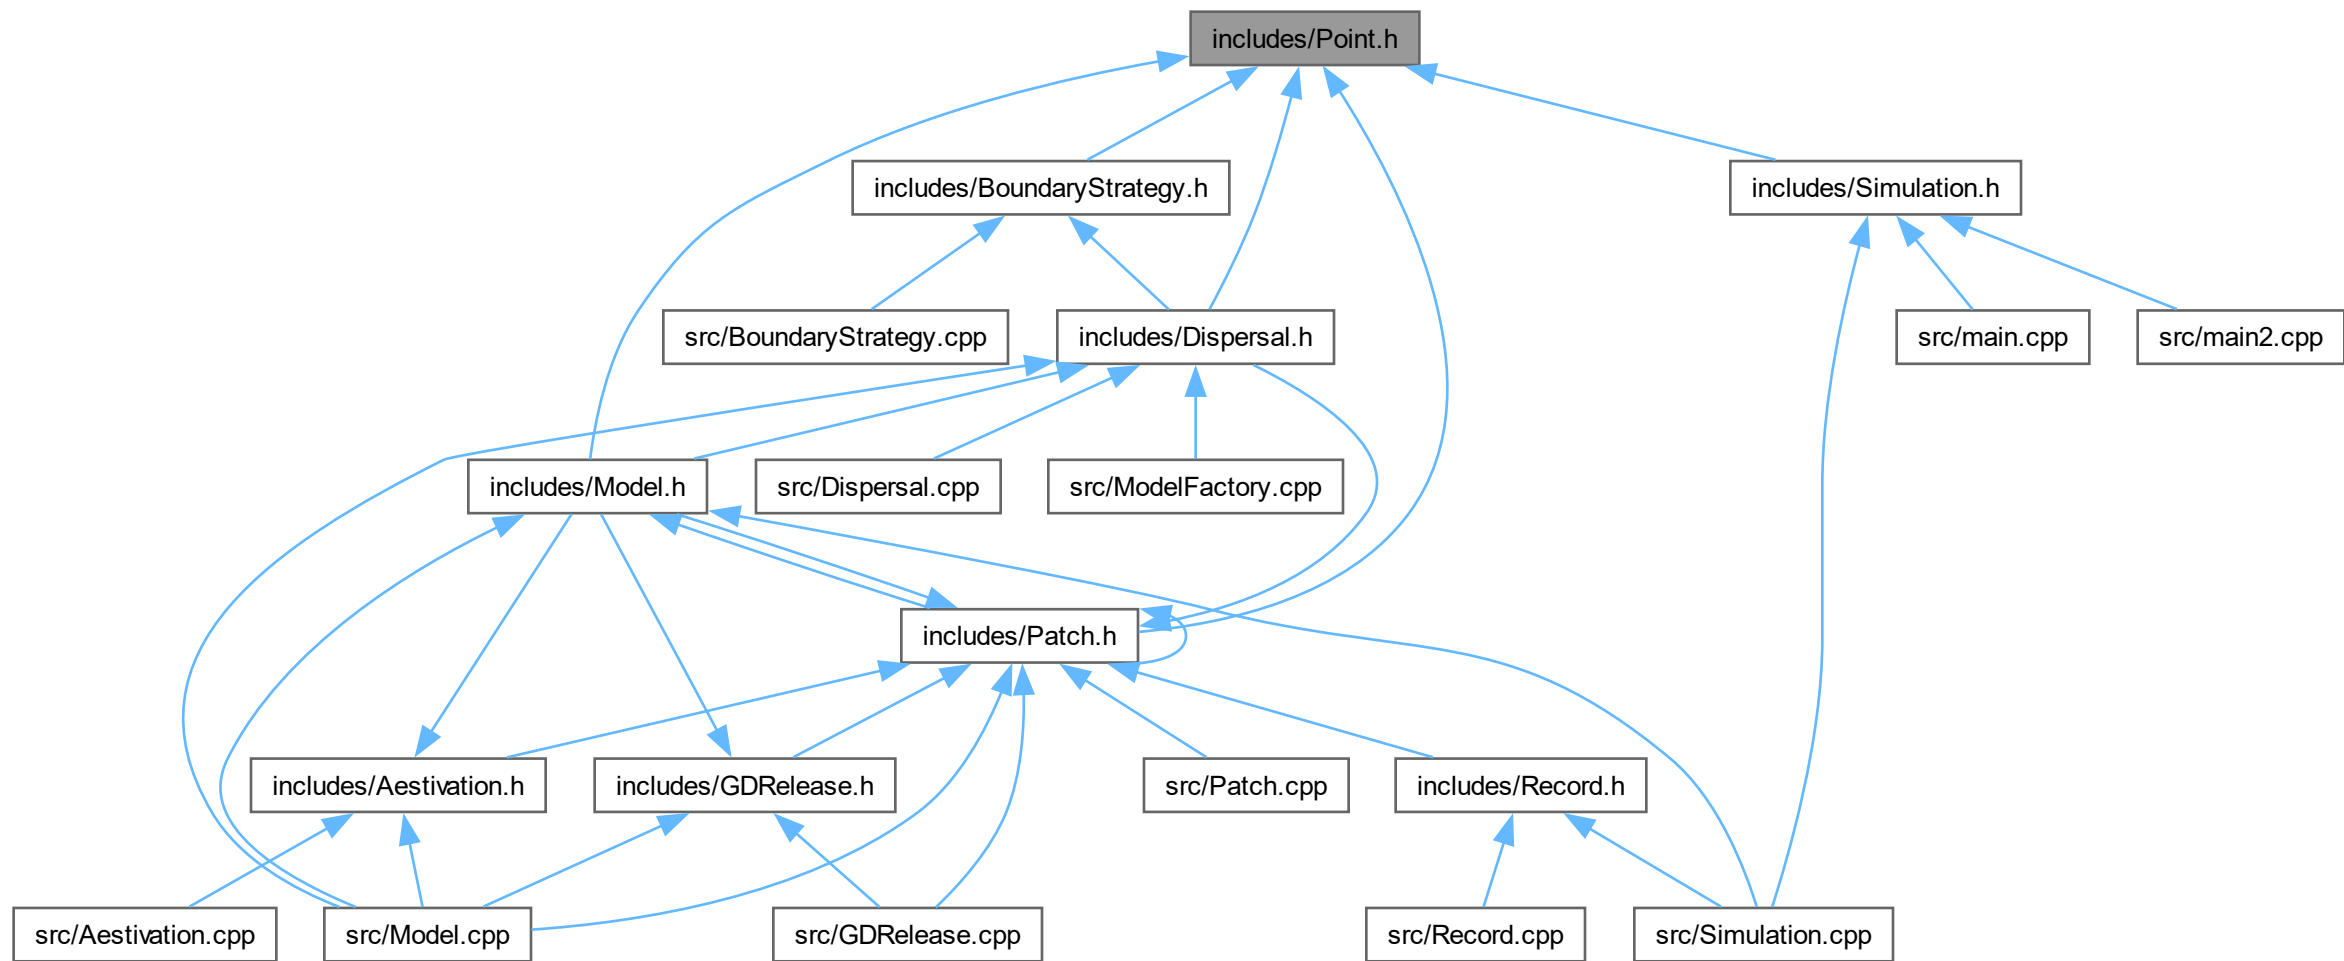 includes/Point.h
includes/BoundaryStrategy.h
includes/Simulation.h
src/BoundaryStrategy.cpp
includes/Dispersal.h
src/main.cpp
src/main2.cpp
includes/Model.h
src/Dispersal.cpp
src/ModelFactory.cpp
includes/Patch.h
includes/Aestivation.h
includes/GDRelease.h
src/Patch.cpp
includes/Record.h
src/Aestivation.cpp
src/Model.cpp
src/GDRelease.cpp
src/Record.cpp
src/Simulation.cpp